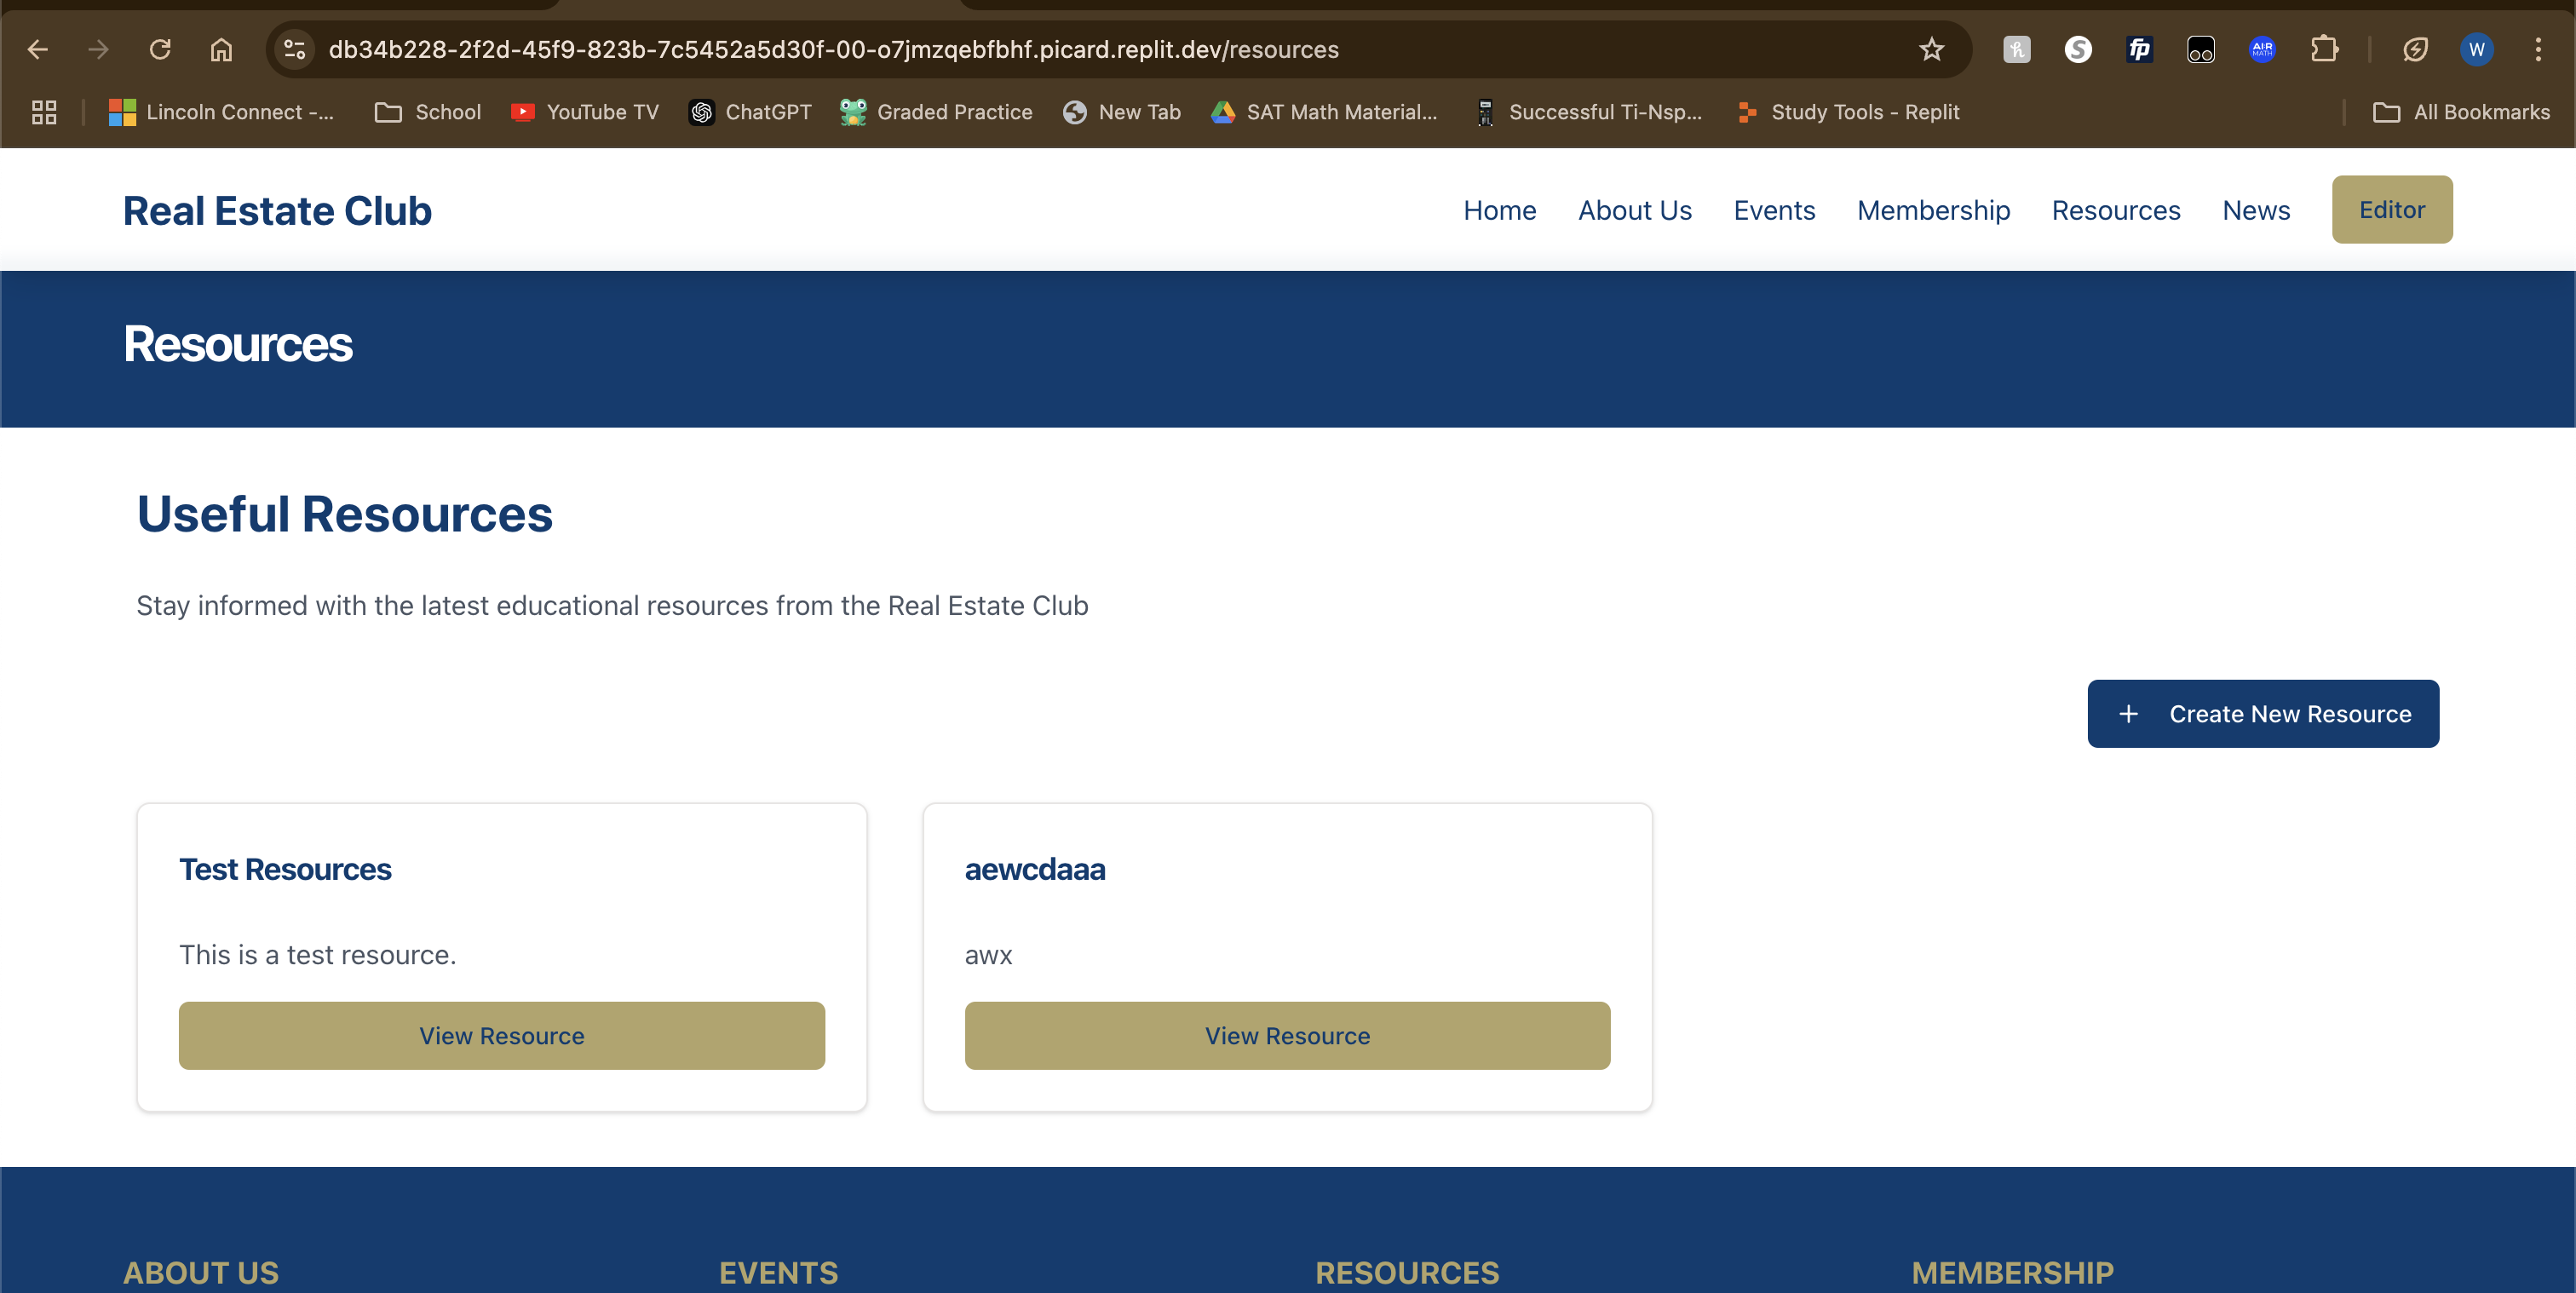 db34b228-2f2d-45f9-823b-7c5452a5d30f-00-o7jmzqebfbhf.picard.replit.dev/resources
fp
AIR MATH
W
Lincoln Connect -...
School
YouTube TV
ChatGPT
Graded Practice
New Tab
SAT Math Material...
Successful Ti-Nsp...
Study Tools - Replit
All Bookmarks
Real Estate Club
Home
About Us
Events
Membership
Resources
News
Editor
Resources
Useful Resources
Stay informed with the latest educational resources from the Real Estate Club
+ Create New Resource
Test Resources
This is a test resource.
View Resource
aewcdaaa
awx
View Resource
ABOUT US
EVENTS
RESOURCES
MEMBERSHIP